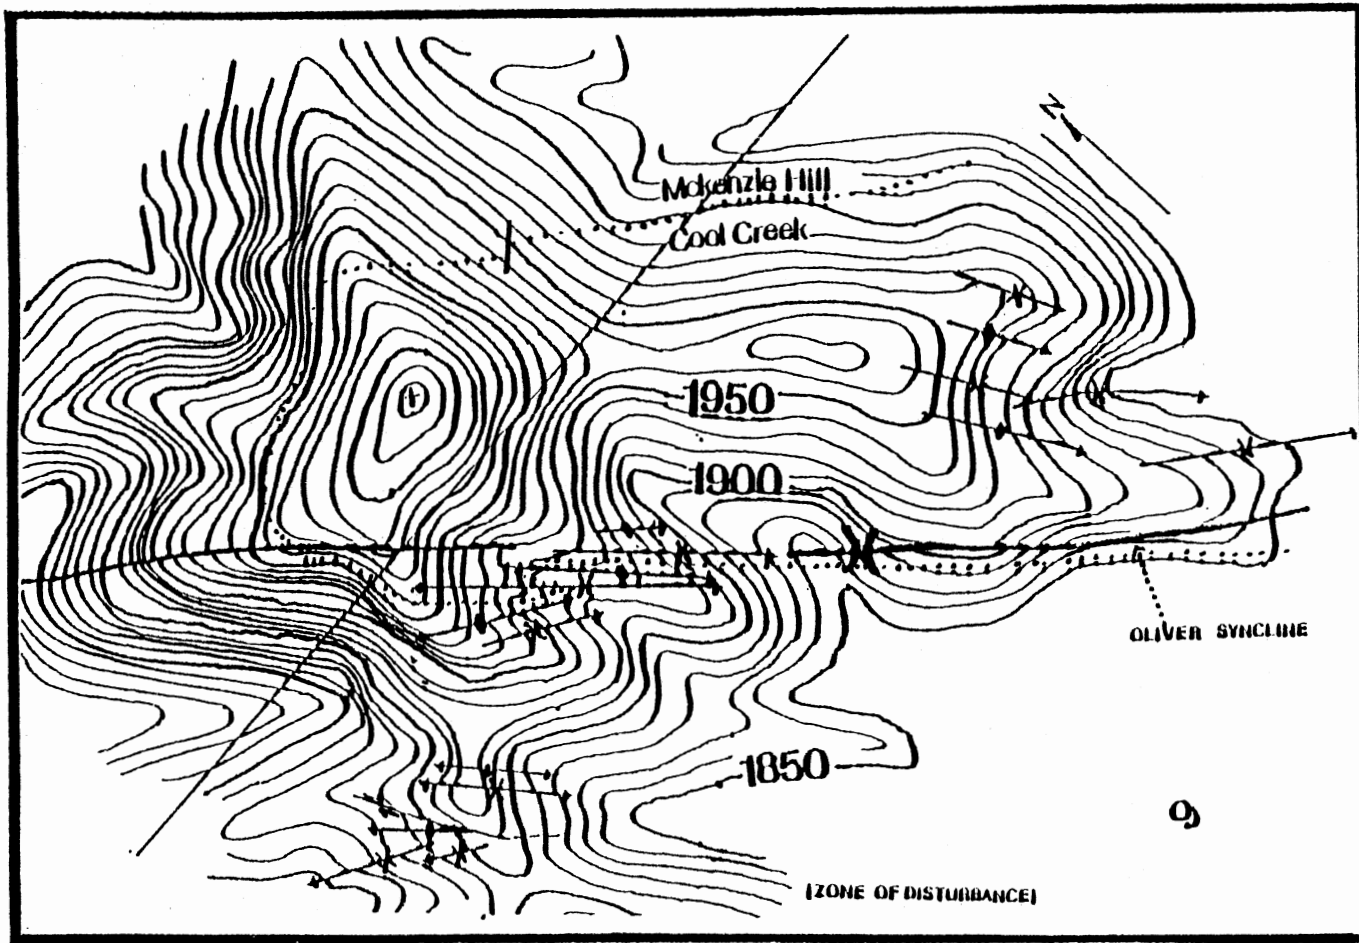 N
Mckenzie Hill
Cool Creek
1950
1900
OLIVER SYNCLINE
1850
(ZONE OF DISTURBANCE)